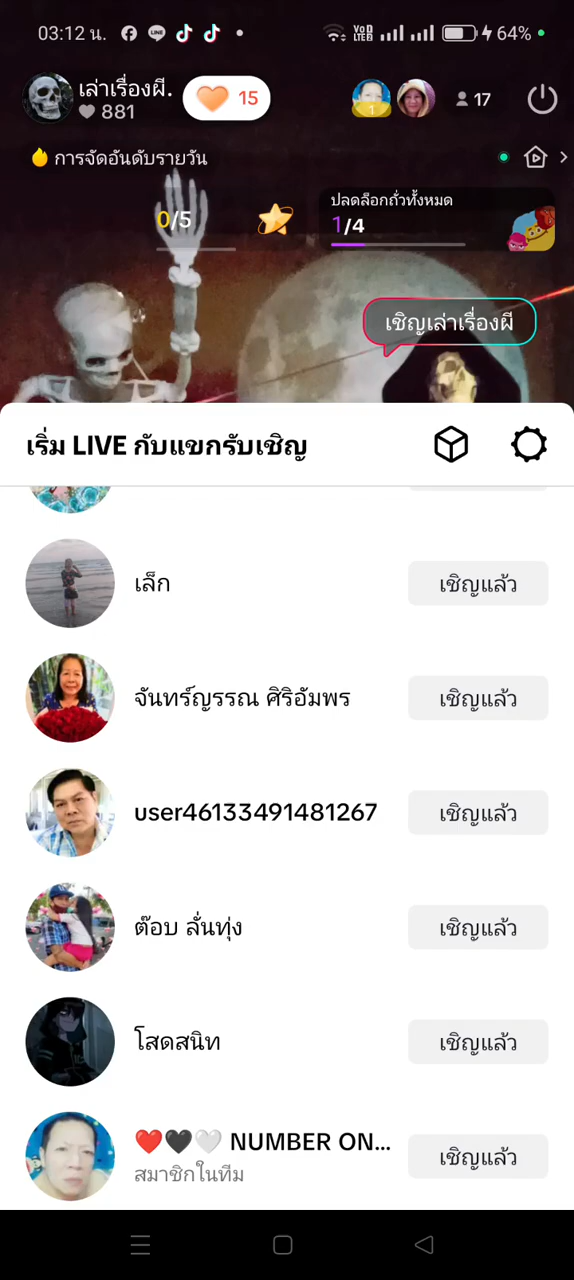 03:12 น.
VoD LTE2
64%
เล่าเรื่องผี.
881
15
1
17
การจัดอันดับรายวัน
0/5
ปลดล็อกถั่วทั้งหมด
1/4
เชิญเล่าเรื่องผี
เริ่ม LIVE กับแขกรับเชิญ
เล็ก
เชิญแล้ว
จันทร์ญรรณ ศิริอัมพร
เชิญแล้ว
user46133491481267
เชิญแล้ว
ต๊อบ ลั่นทุ่ง
เชิญแล้ว
โสดสนิท
เชิญแล้ว
❤️🖤🤍 NUMBER ON...
สมาชิกในทีม
เชิญแล้ว